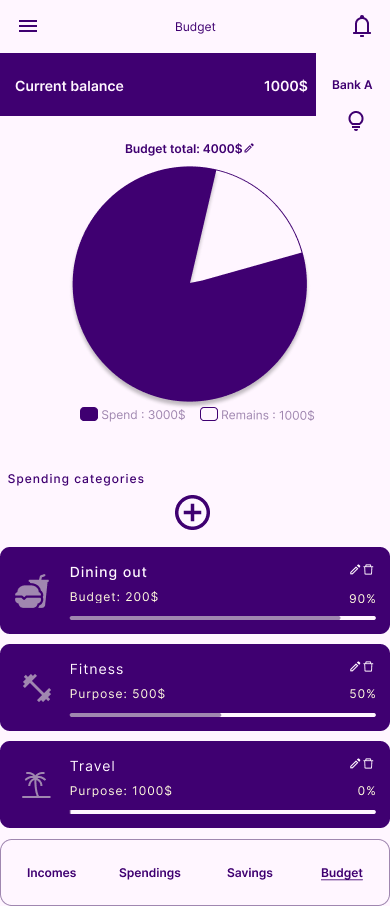 Budget
Current balance 1000$
Bank A
Budget total: 4000$
Spend : 3000$ Remains : 1000$
Spending categories
Dining out
Budget: 200$ 90%
Fitness
Purpose: 500$ 50%
Travel
Purpose: 1000$ 0%
Incomes Spendings Savings Budget